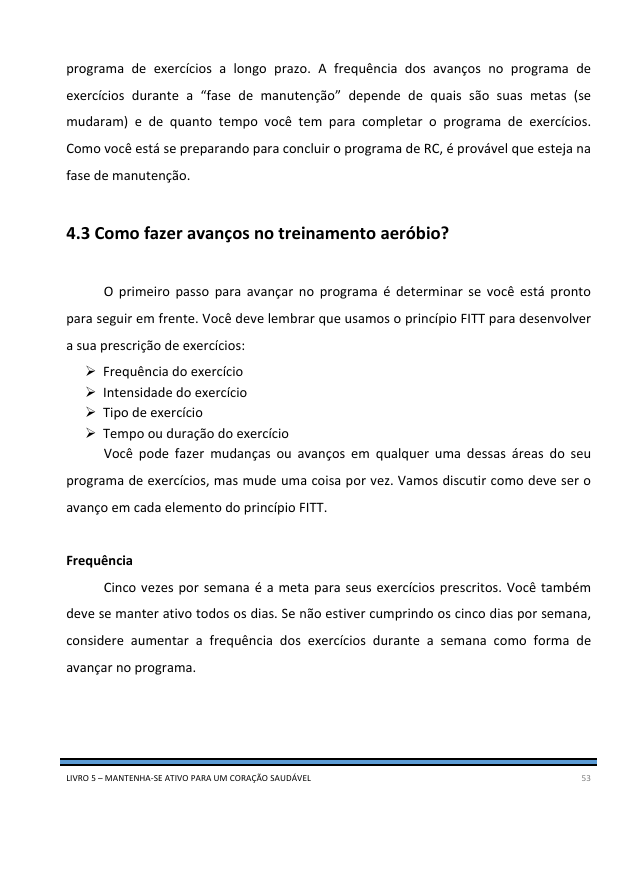 programa de exercícios a longo prazo. A frequência dos avanços no programa de
exercícios durante a “fase de manutenção” depende de quais são suas metas (se
mudaram) e de quanto tempo você tem para completar o programa de exercícios.
Como você está se preparando para concluir o programa de RC, é provável que esteja na
fase de manutenção.
4.3 Como fazer avanços no treinamento aeróbio?
O primeiro passo para avançar no programa é determinar se você está pronto
para seguir em frente. Você deve lembrar que usamos o princípio FITT para desenvolver
a sua prescrição de exercícios:
➢ Frequência do exercício
➢ Intensidade do exercício
➢ Tipo de exercício
➢ Tempo ou duração do exercício
Você pode fazer mudanças ou avanços em qualquer uma dessas áreas do seu
programa de exercícios, mas mude uma coisa por vez. Vamos discutir como deve ser o
avanço em cada elemento do princípio FITT.
Frequência
Cinco vezes por semana é a meta para seus exercícios prescritos. Você também
deve se manter ativo todos os dias. Se não estiver cumprindo os cinco dias por semana,
considere aumentar a frequência dos exercícios durante a semana como forma de
avançar no programa.
LIVRO 5 – MANTENHA-SE ATIVO PARA UM CORAÇÃO SAUDÁVEL 53